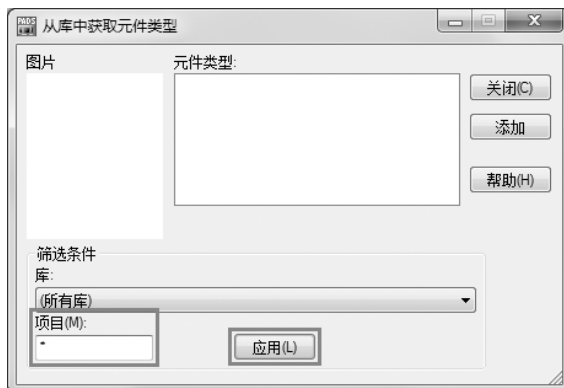 PADS
从库中获取元件类型
图片
元件类型:
关闭(C)
添加
帮助(H)
筛选条件
库:
(所有库)
项目(M):
*
应用(L)